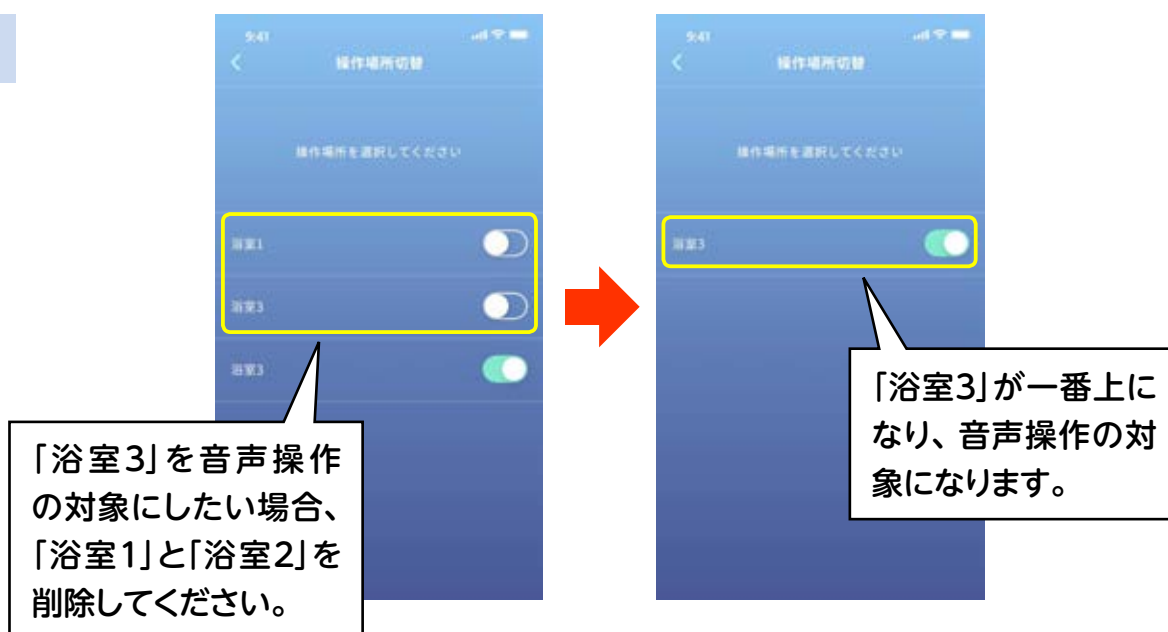 9:41
操作場所切替
操作場所を選択してください
浴室1
浴室3
浴室3
「浴室3」を音声操作
の対象にしたい場合、
「浴室1」と「浴室2」を
削除してください。
9:41
操作場所切替
操作場所を選択してください
浴室3
「浴室3」が一番上に
なり、音声操作の対
象になります。